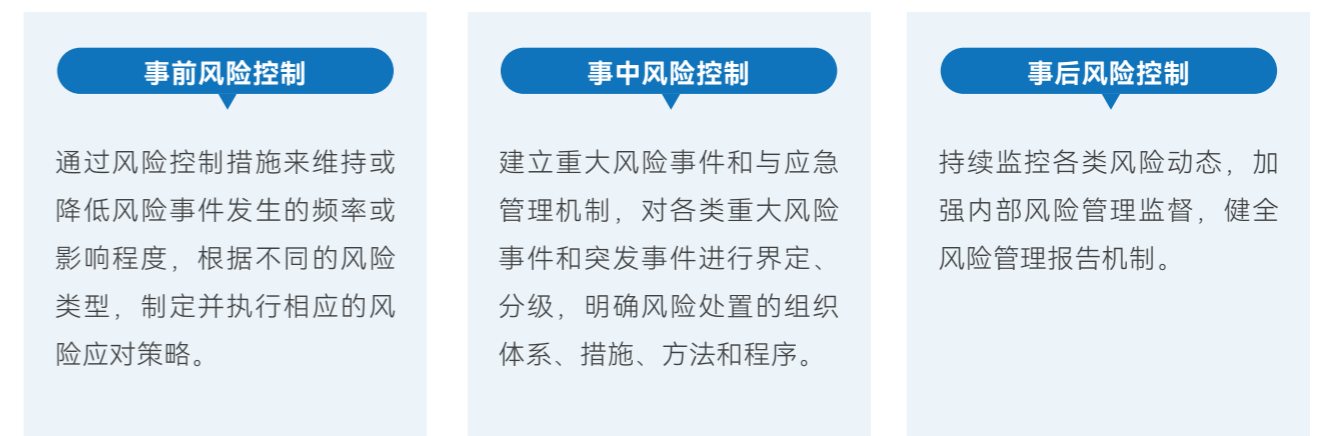 事前风险控制
通过风险控制措施来维持或
降低风险事件发生的频率或
影响程度，根据不同的风险
类型，制定并执行相应的风
险应对策略。
事中风险控制
建立重大风险事件和与应急
管理机制，对各类重大风险
事件和突发事件进行界定、
分级，明确风险处置的组织
体系、措施、方法和程序。
事后风险控制
持续监控各类风险动态，加
强内部风险管理监督，健全
风险管理报告机制。